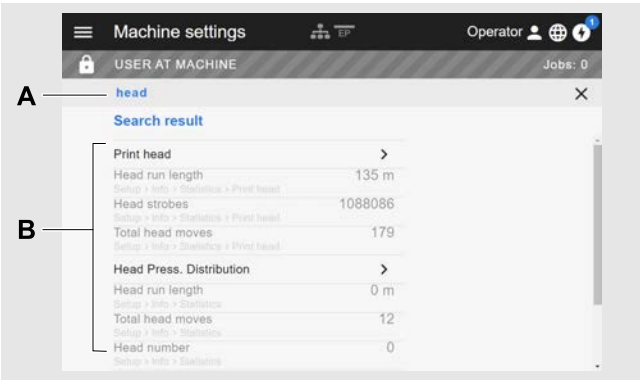 Machine settings
EP
Operator
1
USER AT MACHINE
Jobs: 0
A
head
Search result
B
Print head
Head run length 135 m
Setup > Info > Statistics > Print head
Head strobes 1088086
Setup > Info > Statistics > Print head
Total head moves 179
Setup > Info > Statistics > Print head
Head Press. Distribution
Head run length 0 m
Setup > Info > Statistics
Total head moves 12
Setup > Info > Statistics
Head number 0
Setup > Info > Statistics